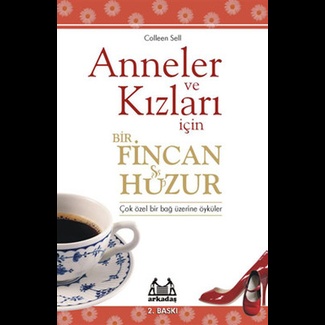 Colleen Sell
Anneler
ve
Kızları
için
BİR
FİNCAN
&
HUZUR
Çok özel bir bağ üzerine öyküler
arkadaş
2. BASKI